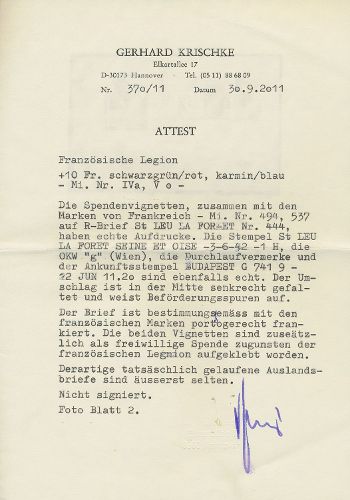 GERHARD KRISCHKE
Elkartallee 17
D-30173 Hannover · Tel. (05 11) 88 68 09
Nr. 370/11 Datum 30.9.2011
ATTEST
Französische Legion
+10 Fr. schwarzgrün/rot, karmin/blau
- Mi. Nr. IVa, V o -
Die Spendenvignetten, zusammen mit den
Marken von Frankreich - Mi. Nr. 494, 537
auf R-Brief St LEU LA FORET Nr. 444,
haben echte Aufdrucke. Die Stempel St LEU
LA FORET SEINE ET OISE -3-6-42 -1 H, die
OKW "g" (Wien), die Durchlaufvermerke und
der Ankunftsstempel BUDAPEST G 741 9 -
22 JUN 11.2o sind ebenfalls echt. Der Um-
schlag ist in der Mitte senkrecht gefal-
tet und weist Beförderungsspuren auf.
Der Brief ist bestimmungsgemäss mit den
französischen Marken portogerecht fran-
kiert. Die beiden Vignetten sind zusätz-
lich als freiwillige Spende zugunsten der
französischen Legion aufgeklebt worden.
Derartige tatsächlich gelaufene Auslands-
briefe sind äusserst selten.
Nicht signiert.
Foto Blatt 2.